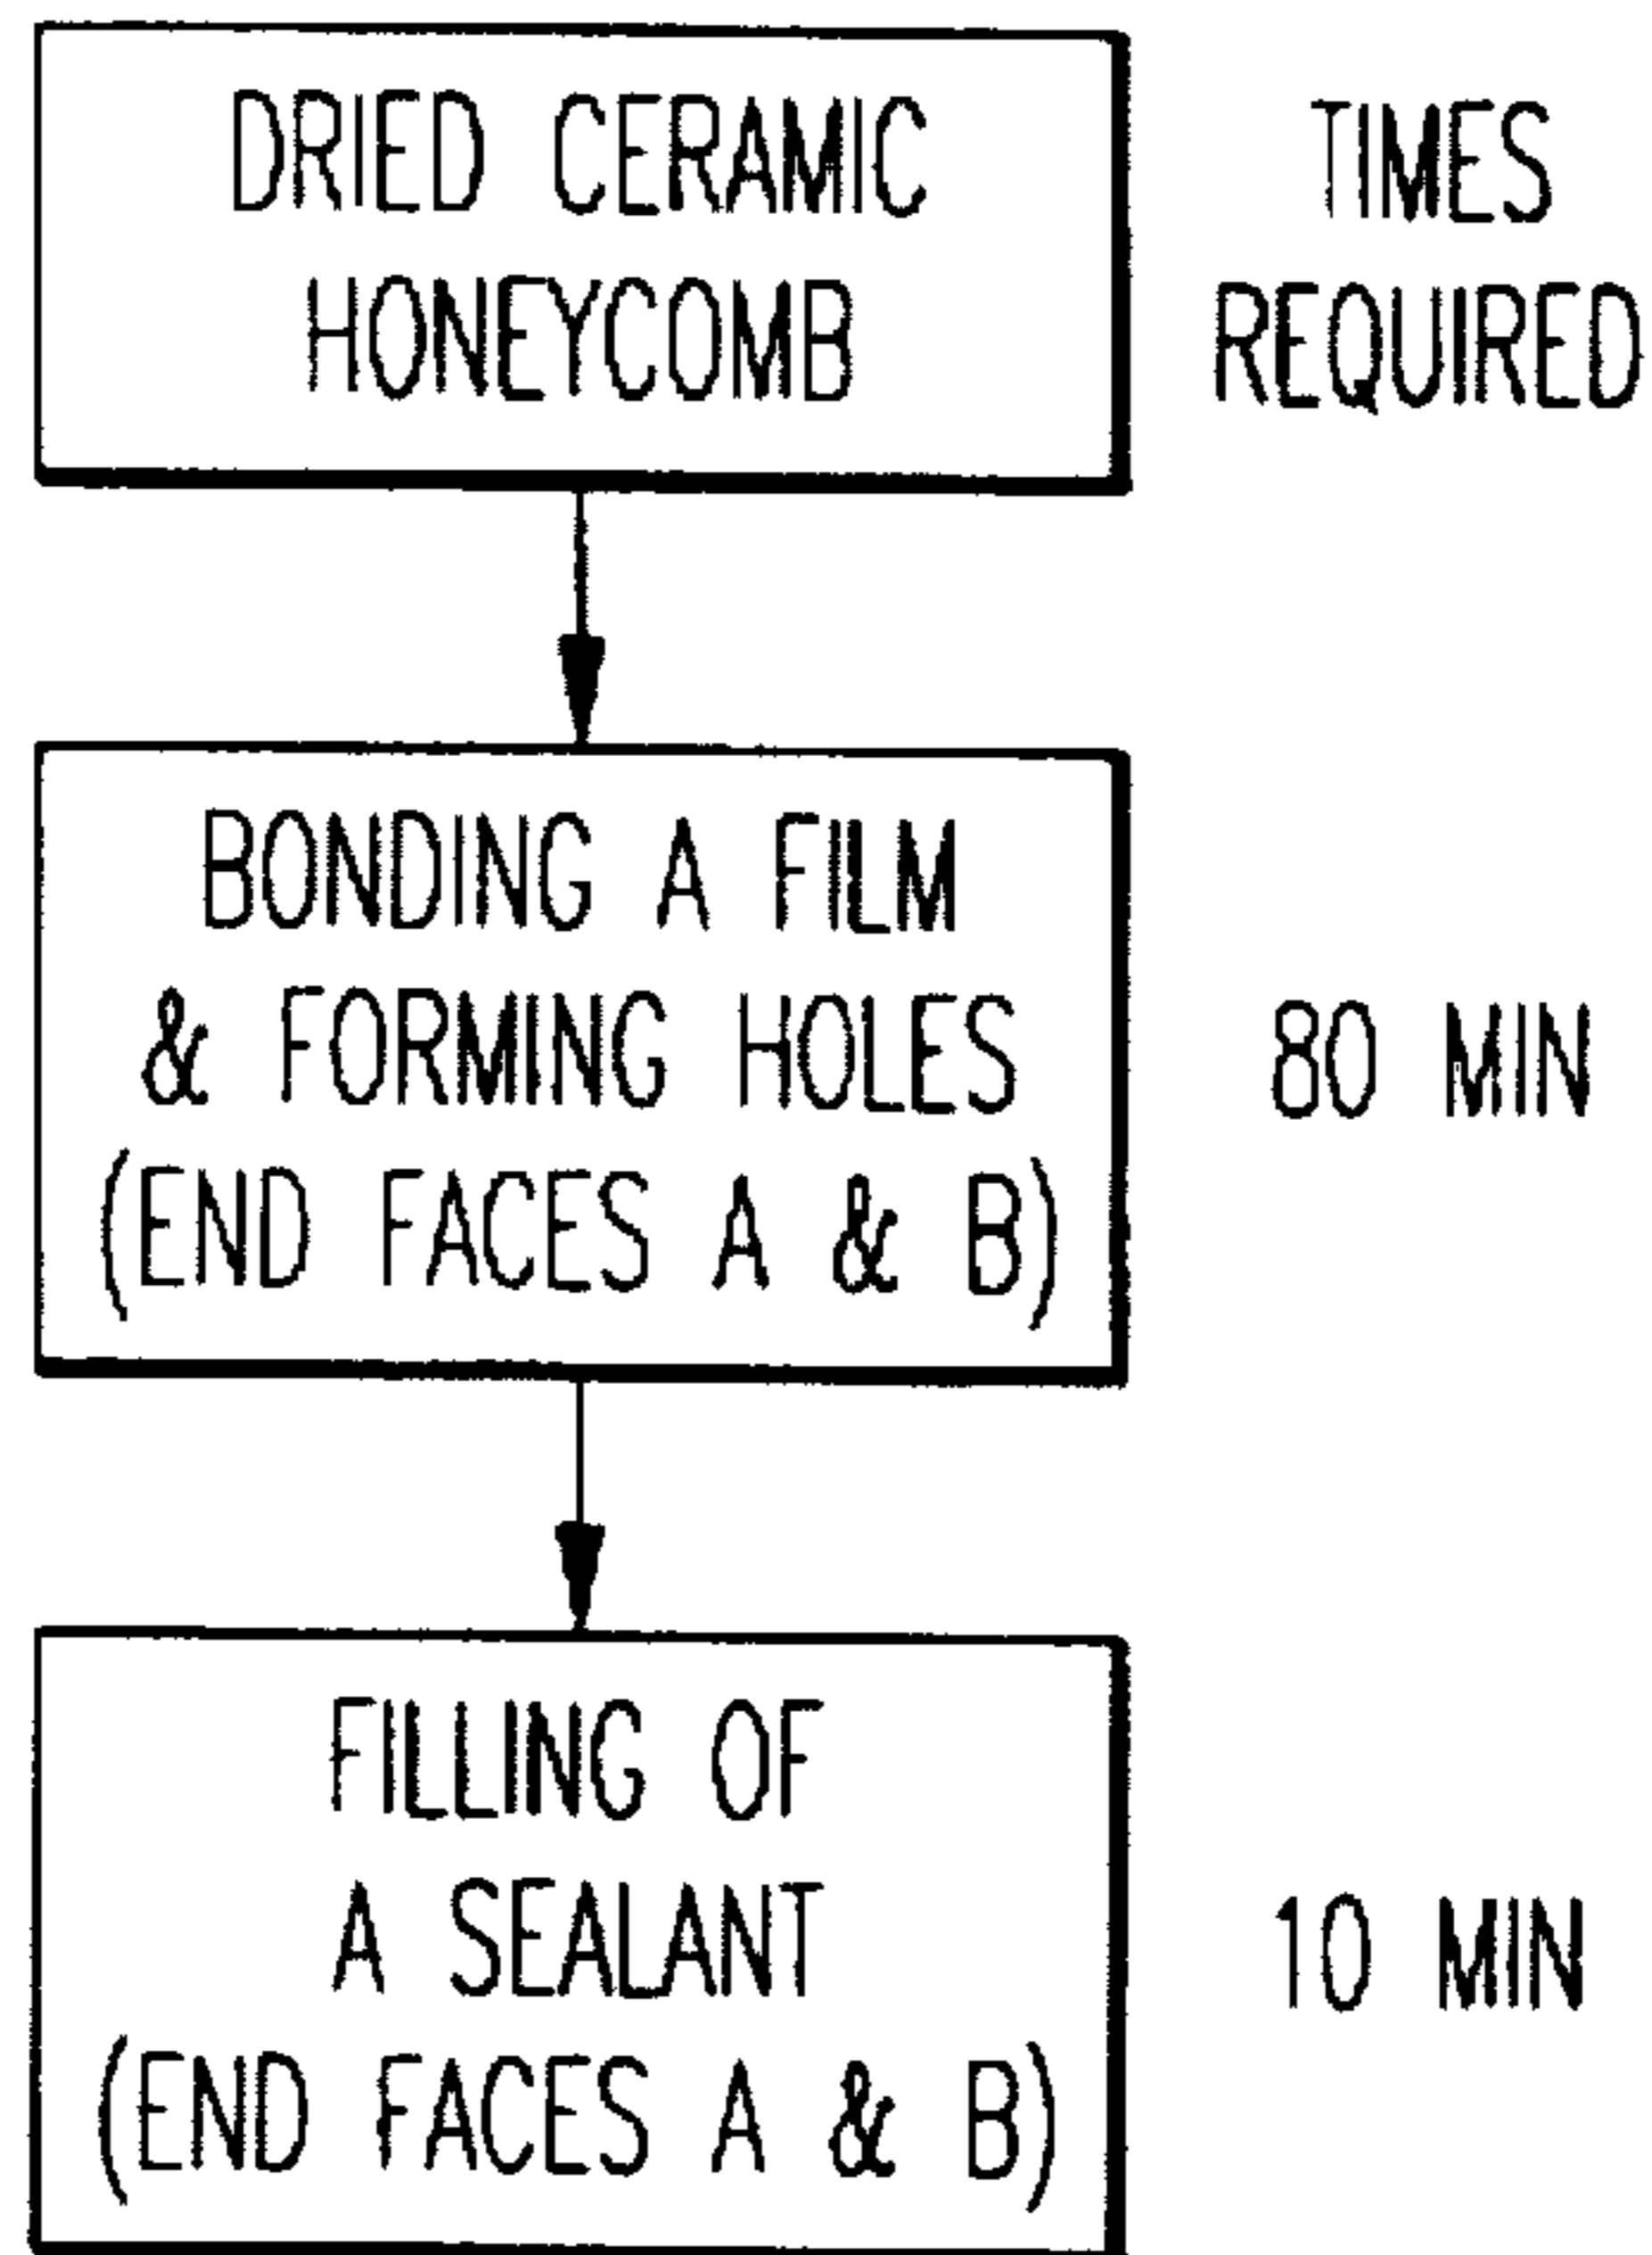 DRIED CERAMIC
HONEYCOMB
TIMES
REQUIRED
BONDING A FILM
& FORMING HOLES
(END FACES A & B)
80 MIN
FILLING OF
A SEALANT
(END FACES A & B)
10 MIN